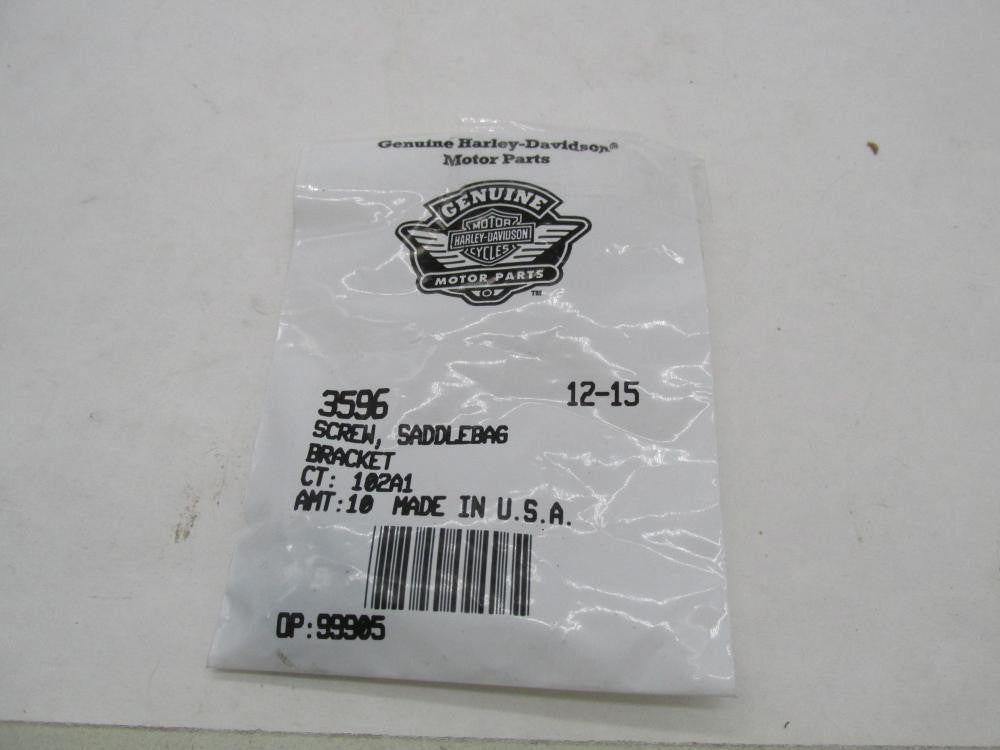 Genuine Harley-Davidson®
Motor Parts
GENUINE
MOTOR
HARLEY-DAVIDSON
CYCLES
MOTOR PARTS
TM
3596 12-15
SCREW, SADDLEBAG
BRACKET
CT: 102A1
AMT:10 MADE IN U.S.A.
OP:99905